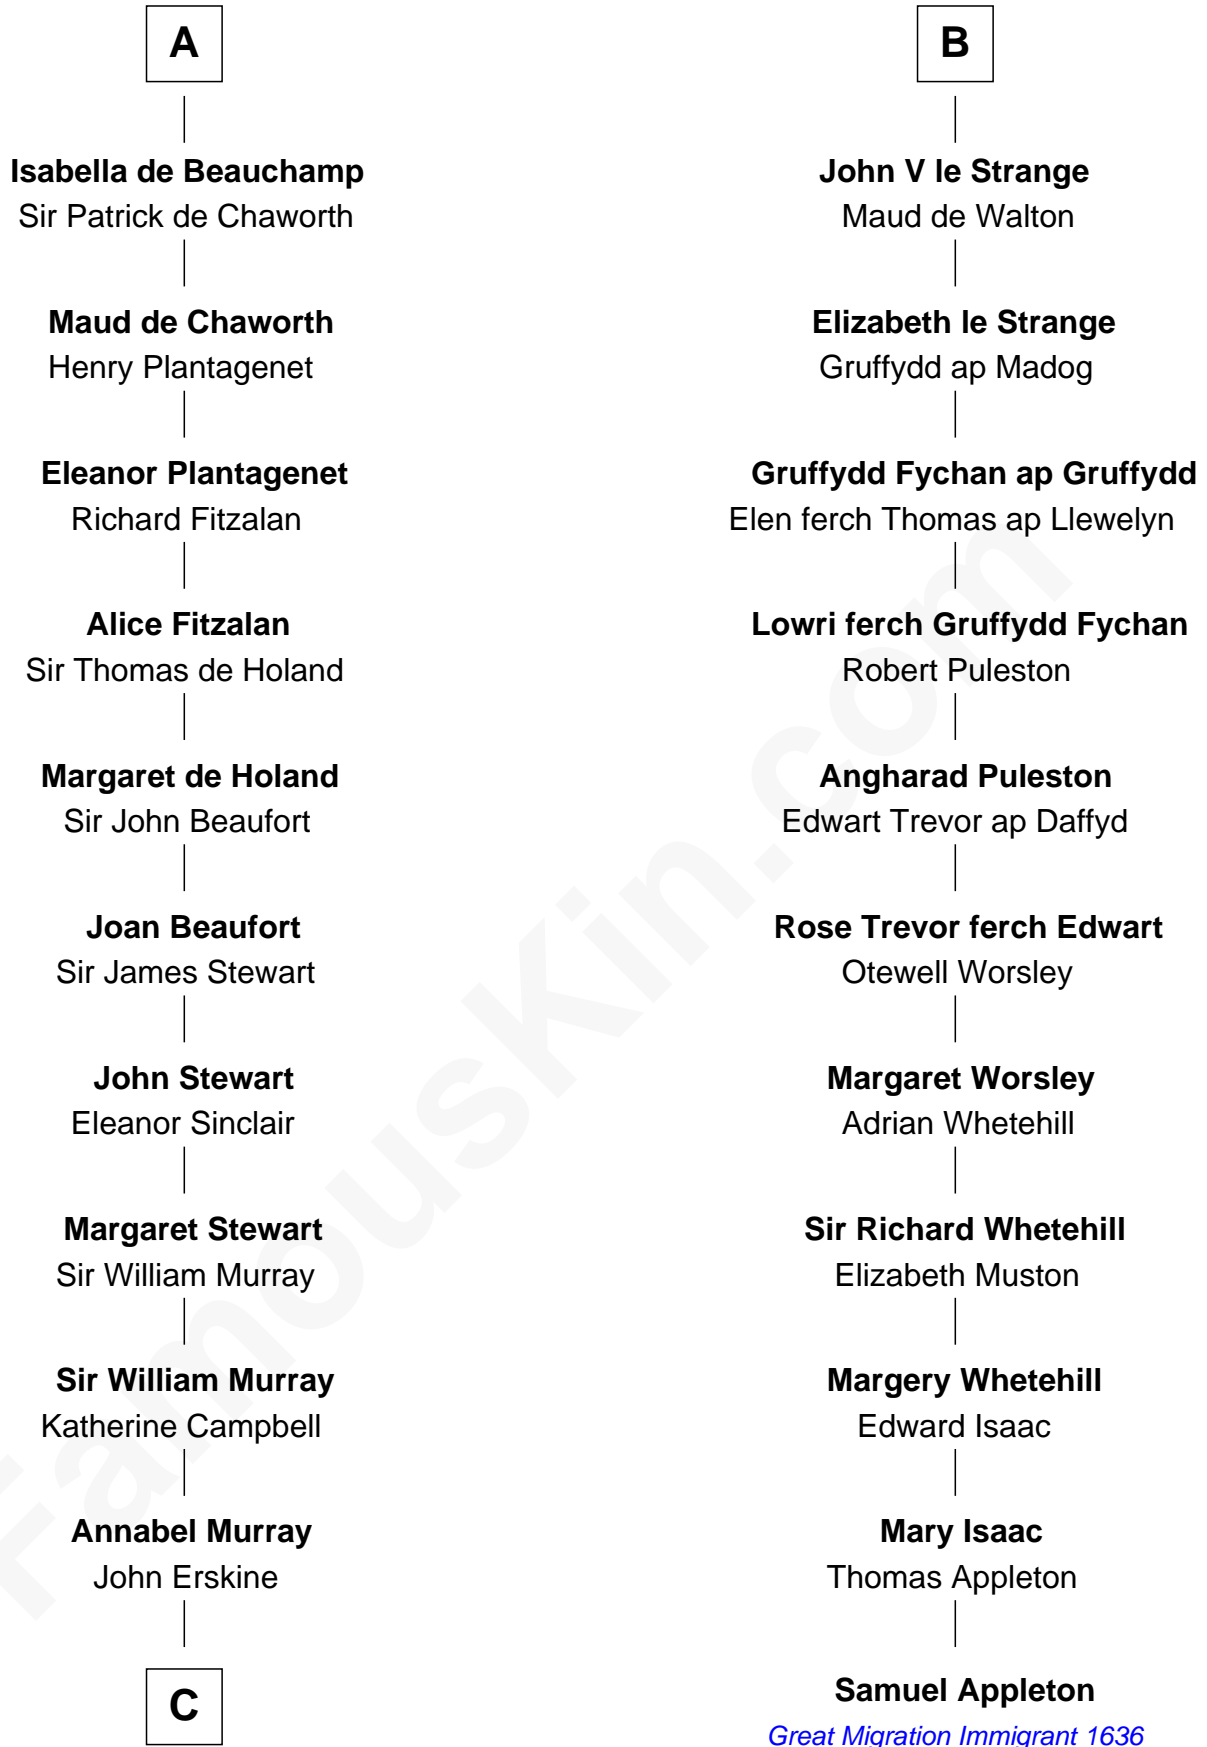 A
Isabella de Beauchamp
Sir Patrick de Chaworth
Maud de Chaworth
Henry Plantagenet
Eleanor Plantagenet
Richard Fitzalan
Alice Fitzalan
Sir Thomas de Holand
Margaret de Holand
Sir John Beaufort
Joan Beaufort
Sir James Stewart
John Stewart
Eleanor Sinclair
Margaret Stewart
Sir William Murray
Sir William Murray
Katherine Campbell
Annabel Murray
John Erskine
C
B
John V le Strange
Maud de Walton
Elizabeth le Strange
Gruffydd ap Madog
Gruffydd Fychan ap Gruffydd
Elen ferch Thomas ap Llewelyn
Lowri ferch Gruffydd Fychan
Robert Puleston
Angharad Puleston
Edwart Trevor ap Daffyd
Rose Trevor ferch Edwart
Otewell Worsley
Margaret Worsley
Adrian Whetehill
Sir Richard Whetehill
Elizabeth Muston
Margery Whetehill
Edward Isaac
Mary Isaac
Thomas Appleton
Samuel Appleton
Great Migration Immigrant 1636
FamousKin.com